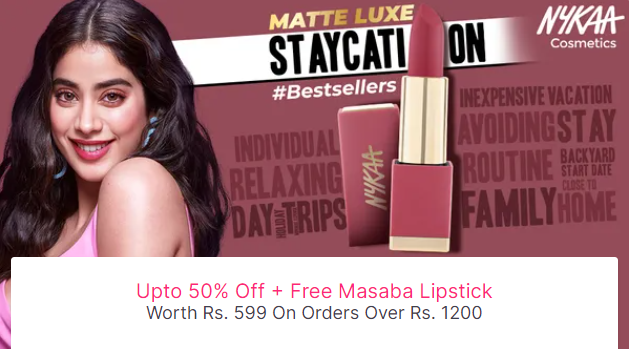 MATTE LUXE
STAYCATION
#Bestsellers
NYKAA
Cosmetics
INDIVIDUAL
RELAXING
DAY TRIPS
HOLIDAY
NYKAA
INEXPENSIVE VACATION
AVOIDING STAY
ROUTINE BACKYARD
START DATE
CLOSE TO
FAMILY HOME
Upto 50% Off + Free Masaba Lipstick
Worth Rs. 599 On Orders Over Rs. 1200